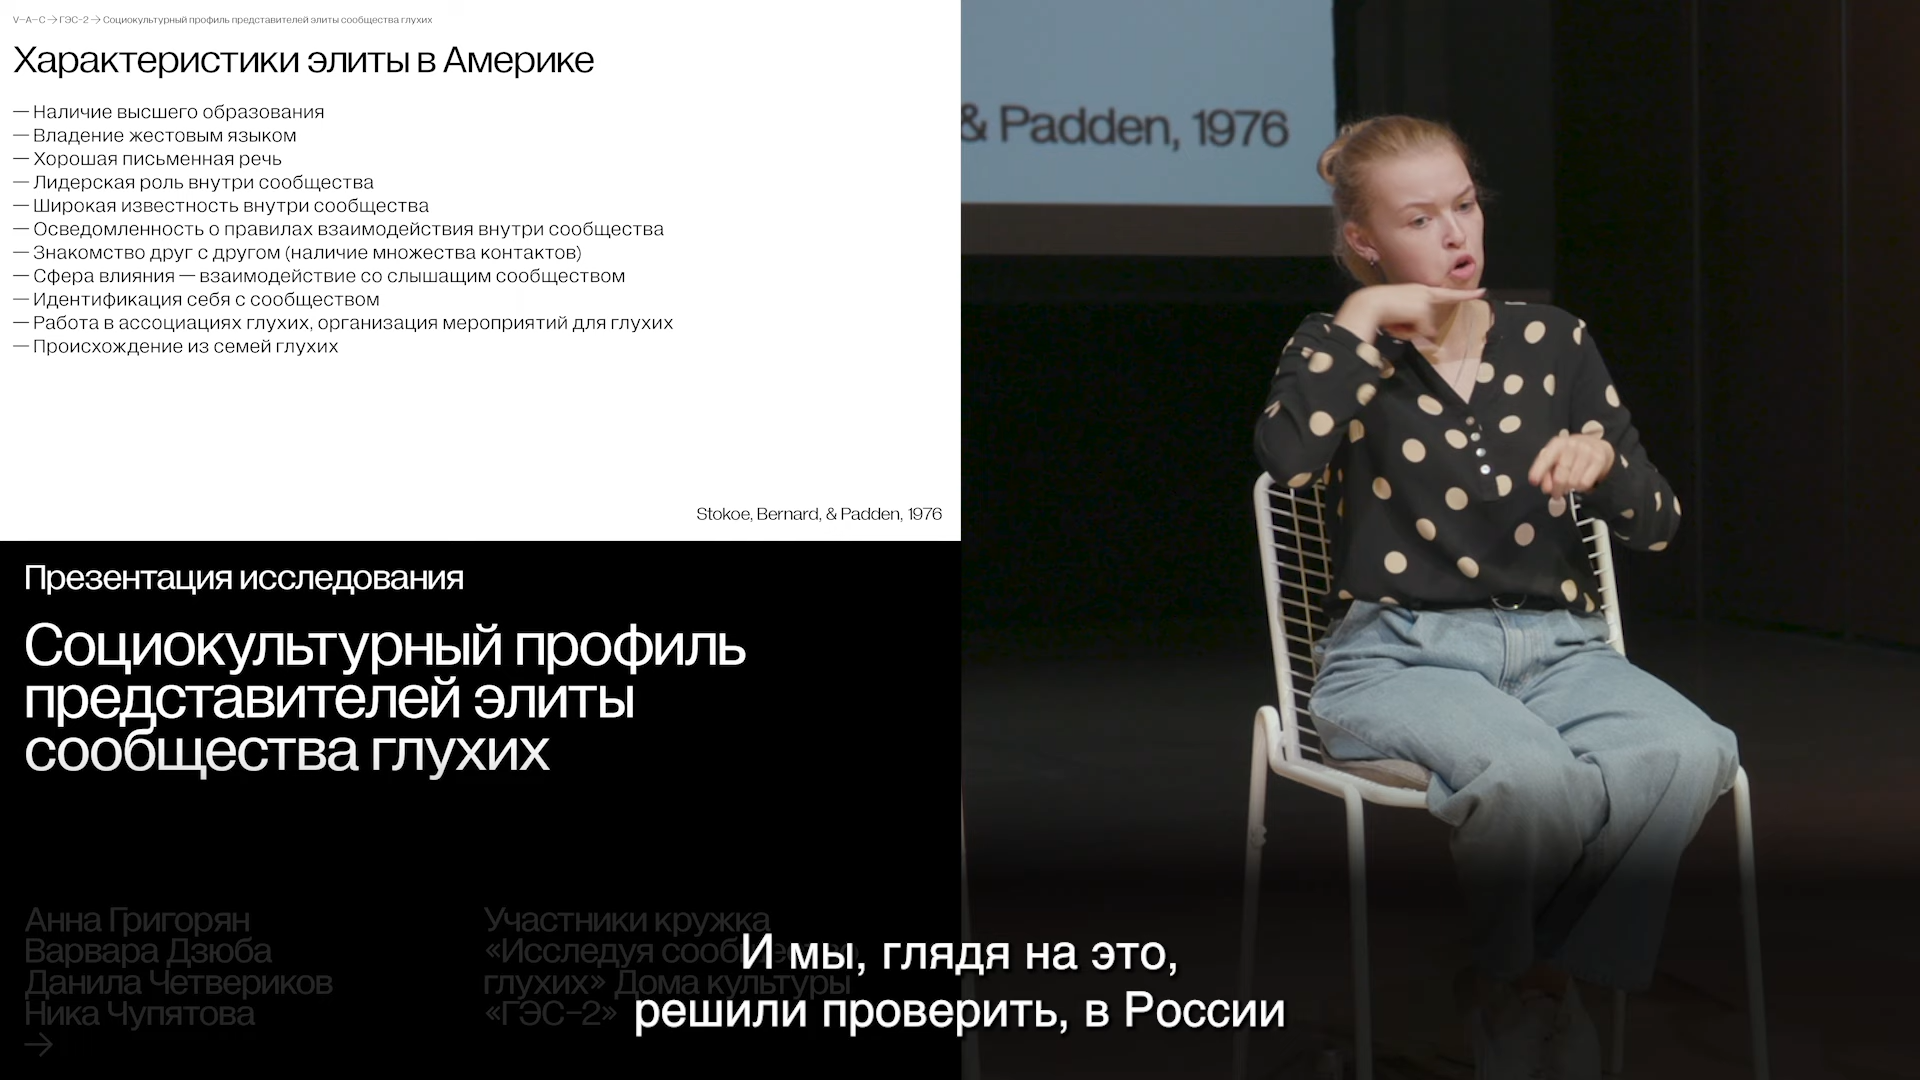 V–A–C → ГЭС-2 → Социокультурный профиль представителей элиты сообщества глухих
Характеристики элиты в Америке
— Наличие высшего образования
— Владение жестовым языком
— Хорошая письменная речь
— Лидерская роль внутри сообщества
— Широкая известность внутри сообщества
— Осведомленность о правилах взаимодействия внутри сообщества
— Знакомство друг с другом (наличие множества контактов)
— Сфера влияния — взаимодействие со слышащим сообществом
— Идентификация себя с сообществом
— Работа в ассоциациях глухих, организация мероприятий для глухих
— Происхождение из семей глухих
Stokoe, Bernard, & Padden, 1976
& Padden, 1976
Презентация исследования
Социокультурный профиль
представителей элиты
сообщества глухих
Анна Григорян
Варвара Дзюба
Данила Четвериков
Ника Чупятова
→
Участники кружка
«Исследуя сообщество
глухих» Дома культуры
«ГЭС-2»
И мы, глядя на это,
решили проверить, в России